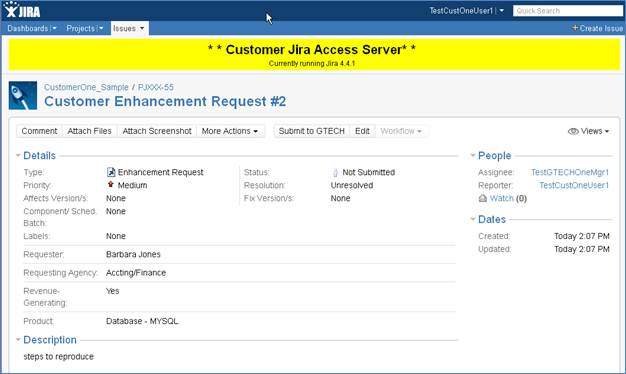 JIRA
TestCustOneUser1
Quick Search
Dashboards
Projects
Issues
+ Create Issue
* * Customer Jira Access Server* *
Currently running Jira 4.4.1
CustomerOne_Sample / PJXXX-55
Customer Enhancement Request #2
Comment Attach Files Attach Screenshot More Actions Submit to GTECH Edit Workflow Views
Details
Type: Enhancement Request Status: Not Submitted
Priority: Medium Resolution: Unresolved
Affects Version/s: None Fix Version/s: None
Component/ Sched. Batch: None
Labels: None
Requester: Barbara Jones
Requesting Agency: Accting/Finance
Revenue-Generating: Yes
Product: Database - MYSQL
Description
steps to reproduce
People
Assignee: TestGTECHOneMgr1
Reporter: TestCustOneUser1
Watch (0)
Dates
Created: Today 2:07 PM
Updated: Today 2:07 PM